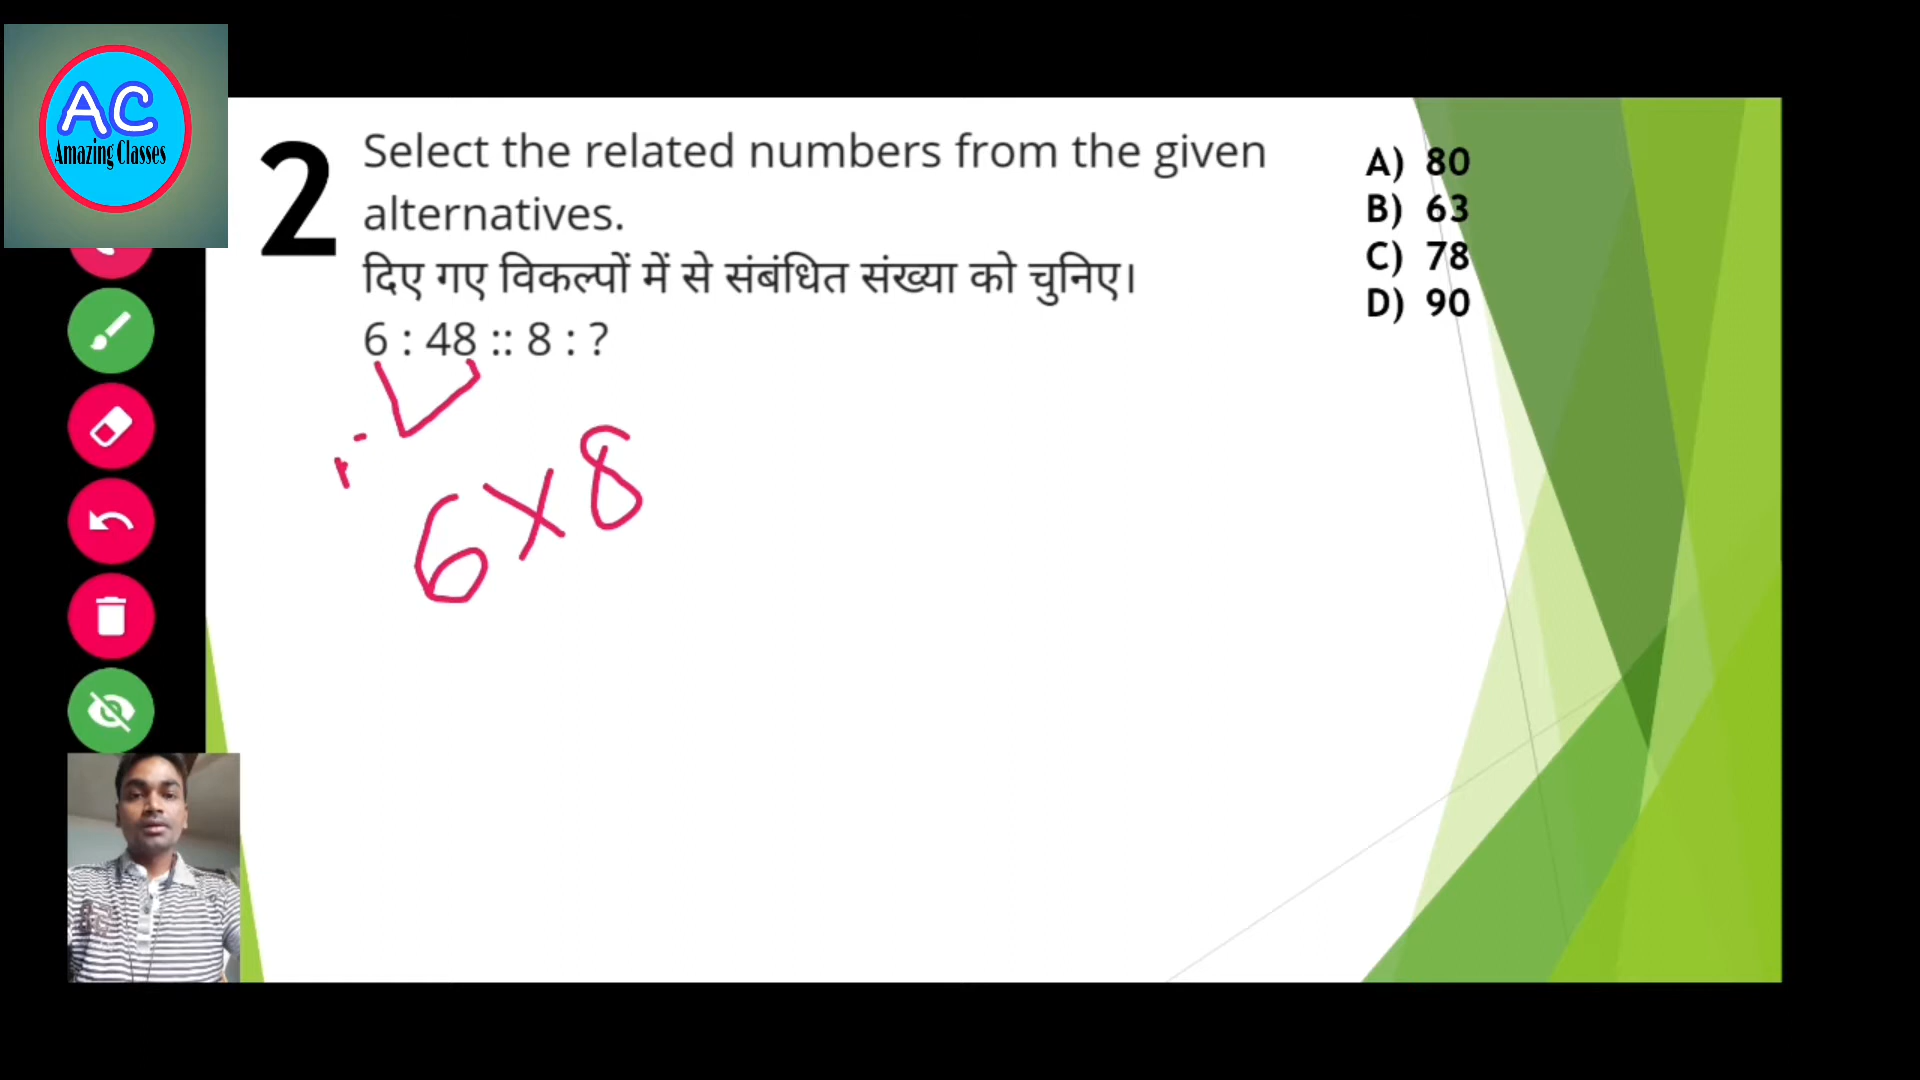 AC
Amazing Classes
2
Select the related numbers from the given
alternatives.
दिए गए विकल्पों में से संबंधित संख्या को चुनिए।
6 : 48 :: 8 : ?
A) 80
B) 63
C) 78
D) 90
6×8